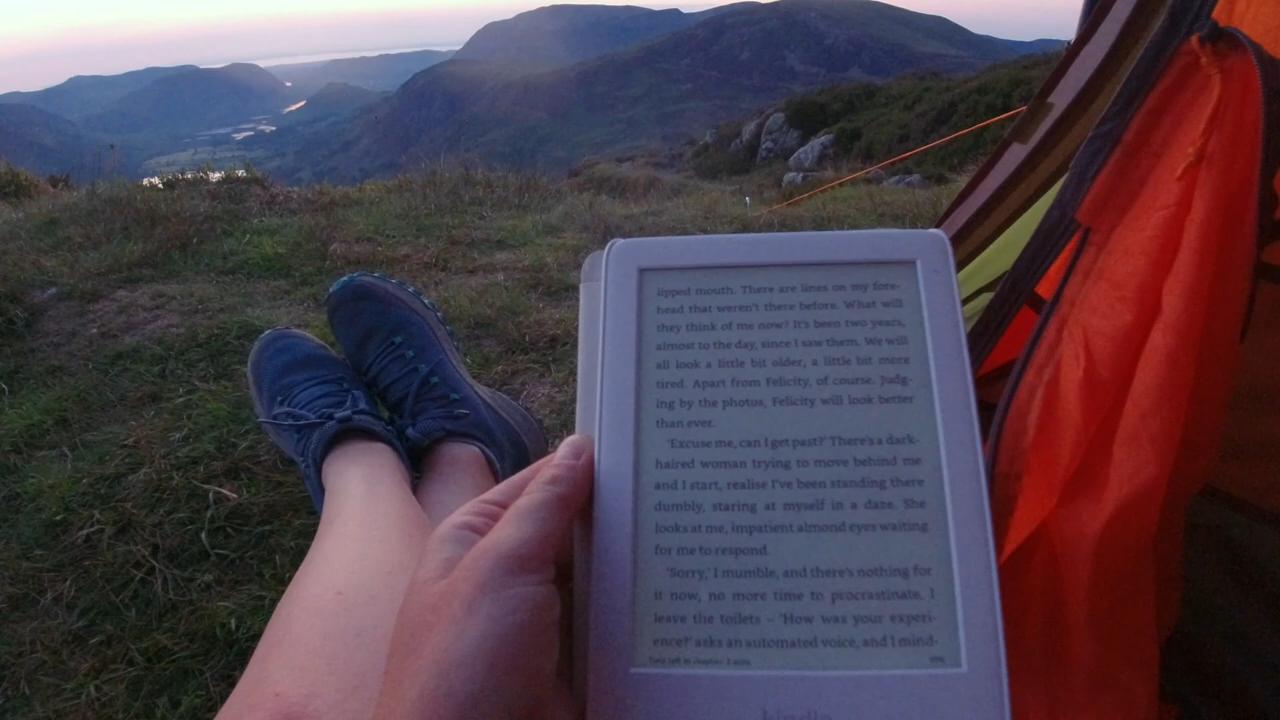 lipped mouth. There are lines on my fore-
head that weren't there before. What will
they think of me now? It's been two years,
almost to the day, since I saw them. We will
all look a little bit older, a little bit more
tired. Apart from Felicity, of course. Judg-
ing by the photos, Felicity will look better
than ever.
'Excuse me, can I get past?' There's a dark-
haired woman trying to move behind me
and I start, realise I've been standing there
dumbly, staring at myself in a daze. She
looks at me, impatient almond eyes waiting
for me to respond.
'Sorry,' I mumble, and there's nothing for
it now, no more time to procrastinate. I
leave the toilets – 'How was your experi-
ence?' asks an automated voice, and I mind-
kindle